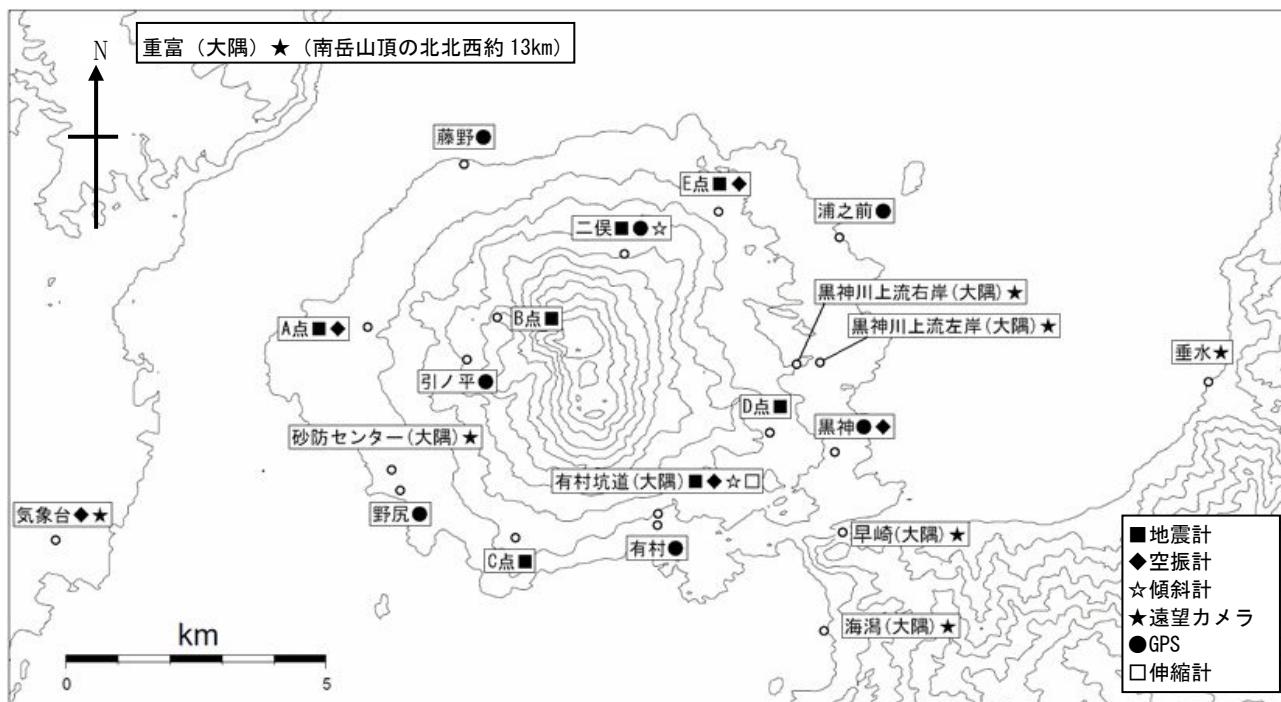 重富（大隅）★（南岳山頂の北北西約13km）
N
藤野●
E点■◆
浦之前●
二俣■●☆
黒神川上流右岸(大隅)★
黒神川上流左岸(大隅)★
A点■◆
B点■
垂水★
引ノ平●
D点■
砂防センター(大隅)★
黒神●◆
有村坑道(大隅)■◆☆□
気象台◆★
野尻●
早崎(大隅)★
有村●
C点■
海潟(大隅)★
km
0 5
■地震計
◆空振計
☆傾斜計
★遠望カメラ
●GPS
□伸縮計